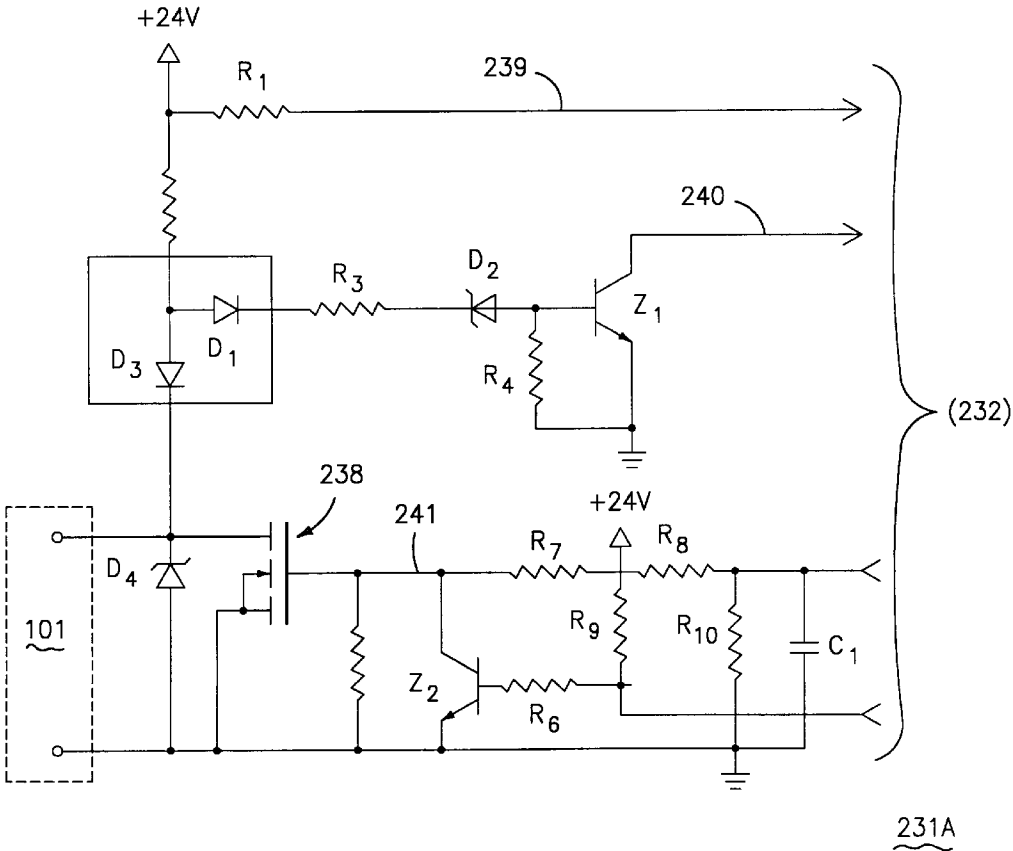 +24V
R1
239
240
D2
R3
Z1
D1
D3
R4
(232)
238
+24V
241
R7
R8
D4
R9
R10
C1
101
Z2
R6
231A